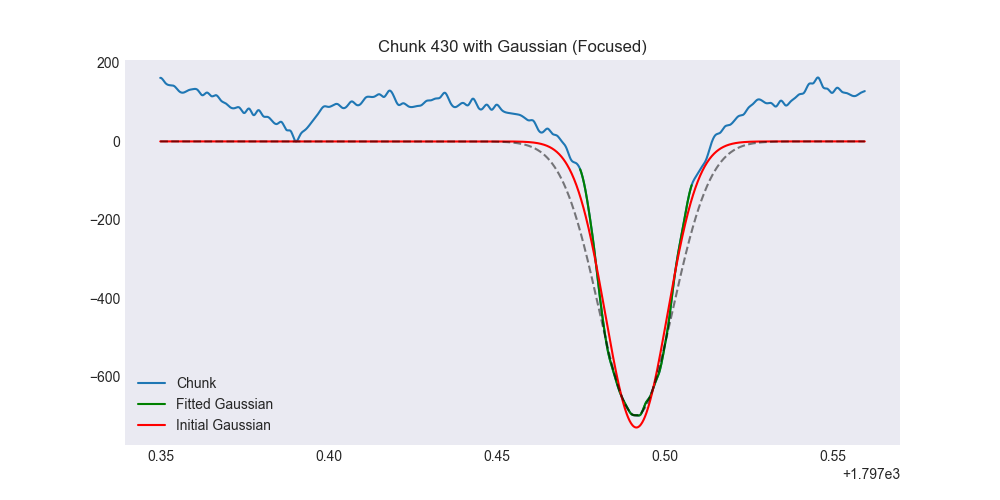 Chunk 430 with Gaussian (Focused)
200
0
−200
−400
−600
Chunk
Fitted Gaussian
Initial Gaussian
0.35 0.40 0.45 0.50 0.55
+1.797e3